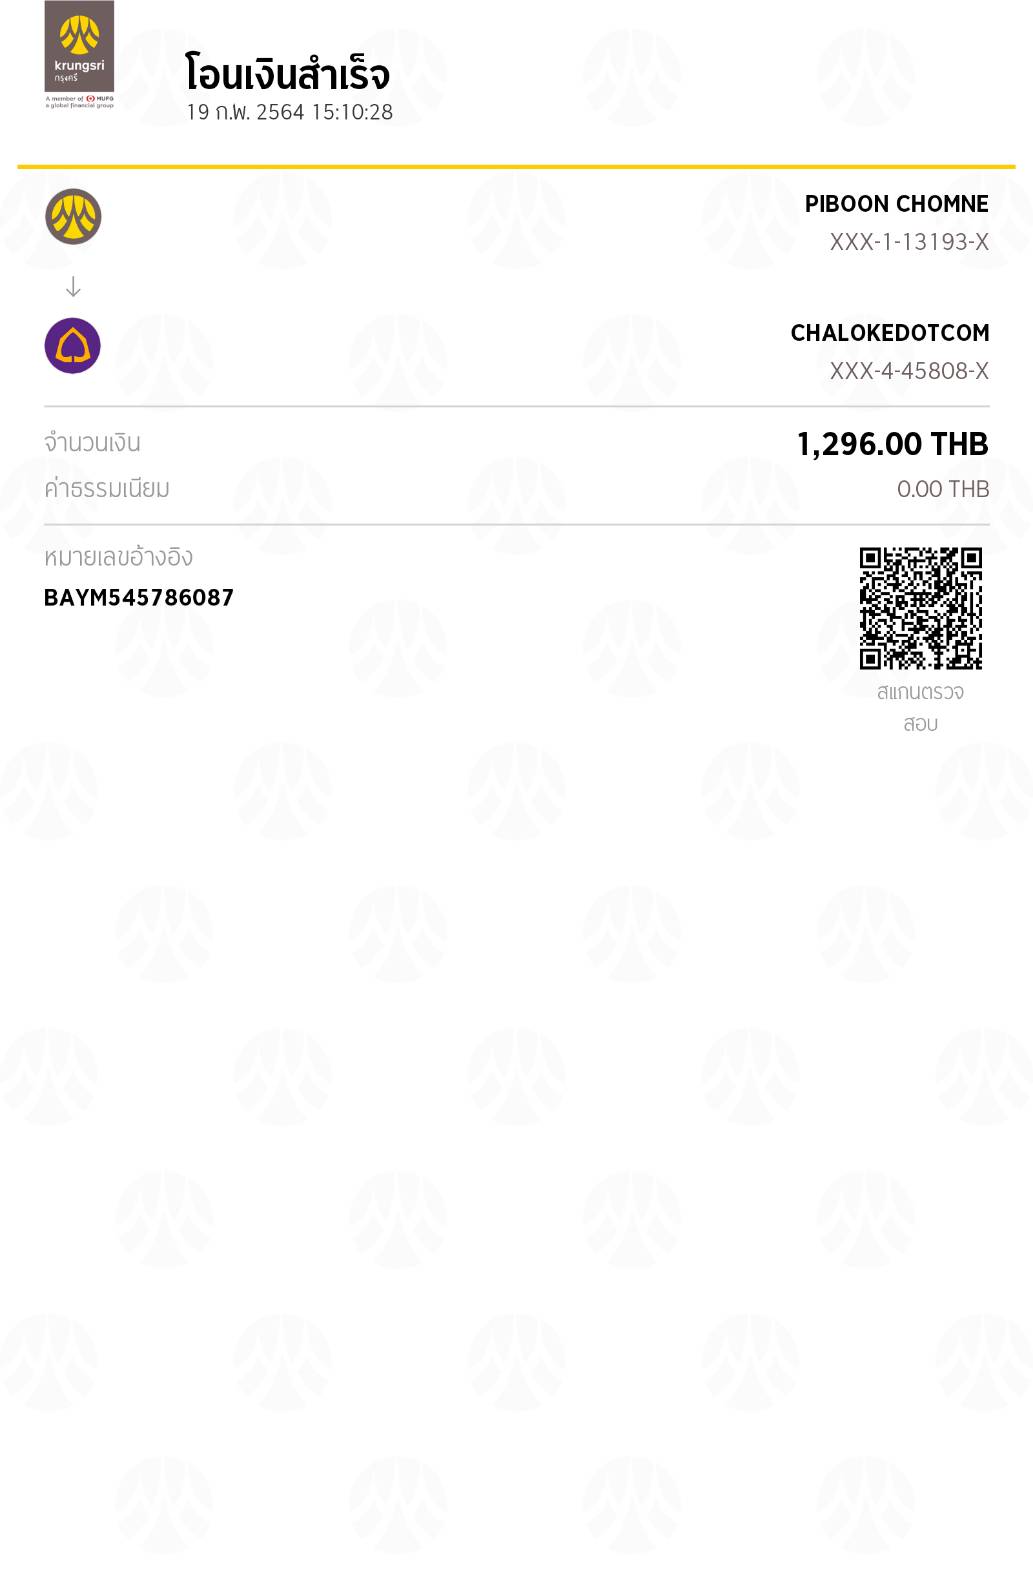 krungsri
กรุงศรี
A member of MUFG
a global financial group
โอนเงินสำเร็จ
19 ก.พ. 2564 15:10:28
PIBOON CHOMNE
XXX-1-13193-X
CHALOKEDOTCOM
XXX-4-45808-X
จำนวนเงิน 1,296.00 THB
ค่าธรรมเนียม 0.00 THB
หมายเลขอ้างอิง
BAYM545786087
สแกนตรวจ
สอบ